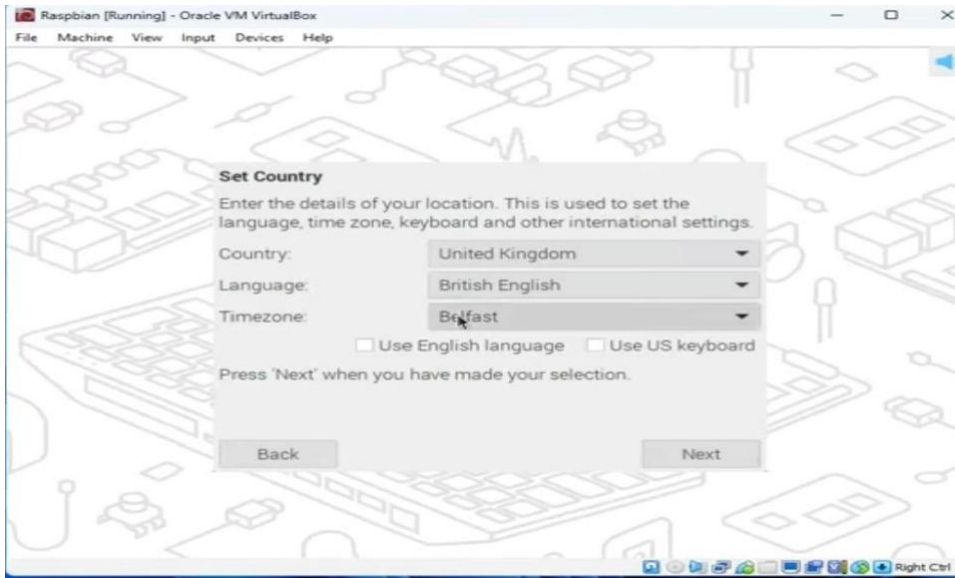 Raspbian [Running] - Oracle VM VirtualBox
File Machine View Input Devices Help
Set Country
Enter the details of your location. This is used to set the
language, time zone, keyboard and other international settings.
Country: United Kingdom
Language: British English
Timezone: Belfast
Use English language Use US keyboard
Press 'Next' when you have made your selection.
Back Next
Right Ctrl